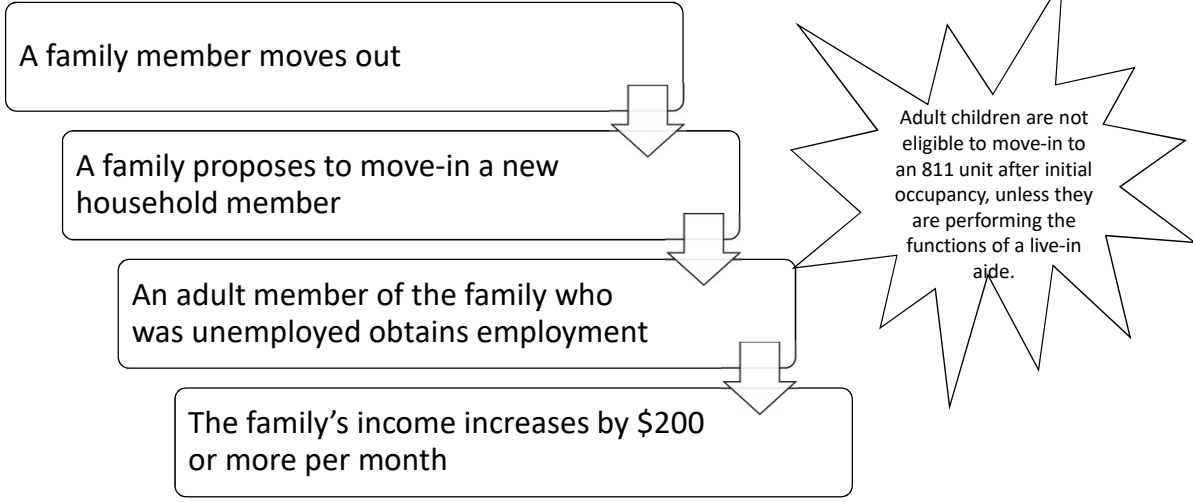 A family member moves out
A family proposes to move-in a new
household member
An adult member of the family who
was unemployed obtains employment
The family’s income increases by $200
or more per month
Adult children are not
eligible to move-in to
an 811 unit after initial
occupancy, unless they
are performing the
functions of a live-in
aide.